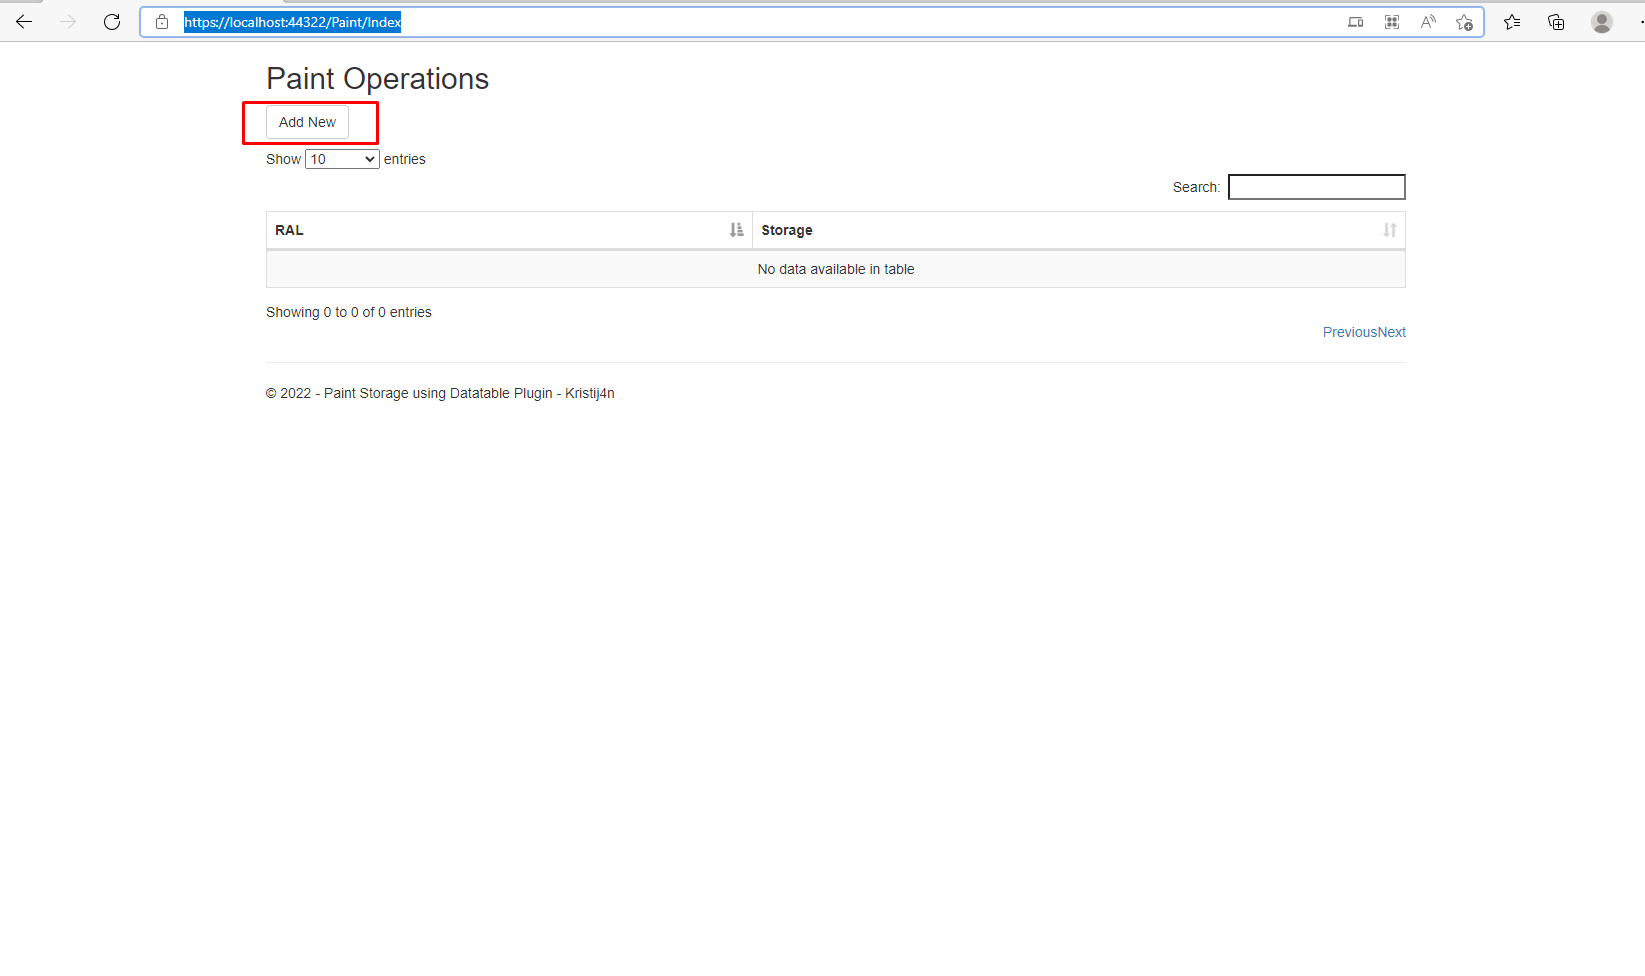 https://localhost:44322/Paint/Index
Paint Operations
Add New
Show 10 entries
Search:
RAL Storage
No data available in table
Showing 0 to 0 of 0 entries
PreviousNext
© 2022 - Paint Storage using Datatable Plugin - Kristij4n